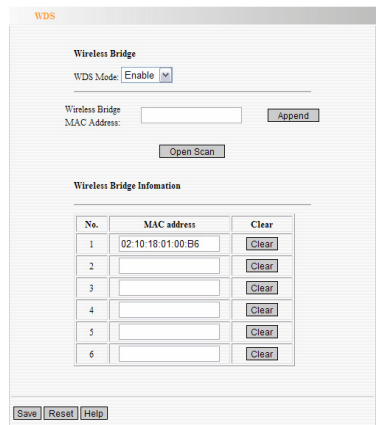 WDS
Wireless Bridge
WDS Mode: Enable
Wireless Bridge
MAC Address:
Append
Open Scan
Wireless Bridge Infomation
No. MAC address Clear
1 02:10:18:01:00:B6 Clear
2 Clear
3 Clear
4 Clear
5 Clear
6 Clear
Save Reset Help